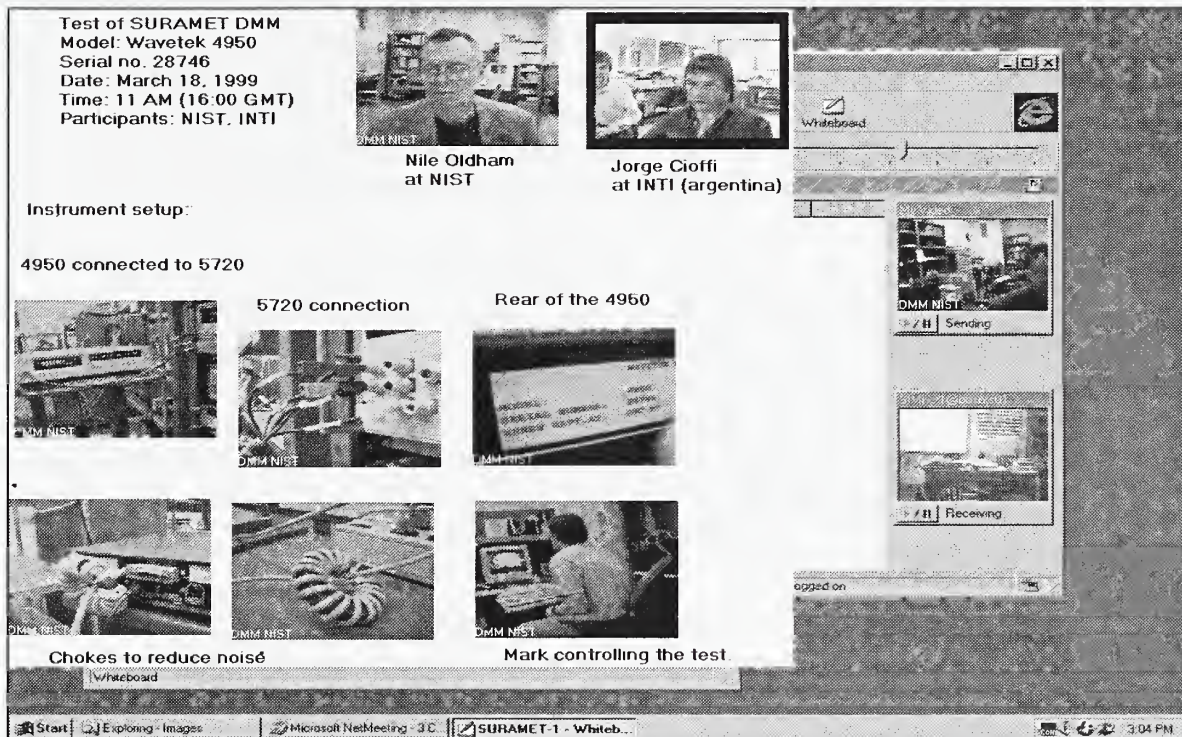 Test of SURAMET DMM
Model: Wavetek 4950
Serial no. 28746
Date: March 18, 1999
Time: 11 AM (16:00 GMT)
Participants: NIST, INTI
DMM NIST
Nile Oldham
at NIST
Jorge Cioffi
at INTI (argentina)
Whiteboard
Instrument setup:
4950 connected to 5720
5720 connection
Rear of the 4950
DMM NIST
Sending
DMM NIST
DMM NIST
DMM NIST
Receiving
DMM NIST
DMM NIST
DMM NIST
ogged on
Chokes to reduce noise
Mark controlling the test.
Whiteboard
Start
Exploring - Images
Microsoft NetMeeting - 3 C...
SURAMET-1 - Whiteb...
3:04 PM